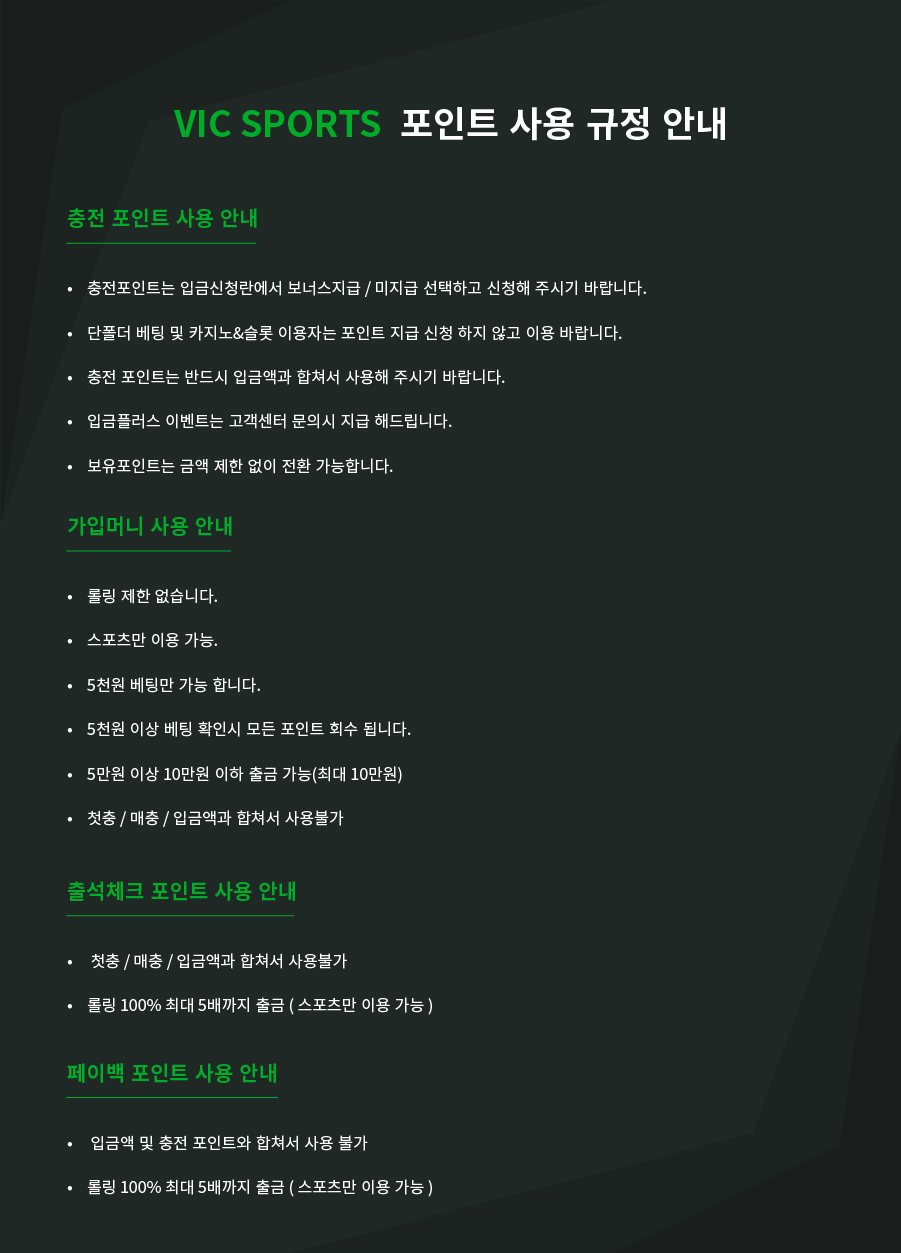 VIC SPORTS 포인트 사용 규정 안내
충전 포인트 사용 안내
• 충전포인트는 입금신청란에서 보너스지급 / 미지급 선택하고 신청해 주시기 바랍니다.
• 단폴더 베팅 및 카지노&슬롯 이용자는 포인트 지급 신청 하지 않고 이용 바랍니다.
• 충전 포인트는 반드시 입금액과 합쳐서 사용해 주시기 바랍니다.
• 입금플러스 이벤트는 고객센터 문의시 지급 해드립니다.
• 보유포인트는 금액 제한 없이 전환 가능합니다.
가입머니 사용 안내
• 롤링 제한 없습니다.
• 스포츠만 이용 가능.
• 5천원 베팅만 가능 합니다.
• 5천원 이상 베팅 확인시 모든 포인트 회수 됩니다.
• 5만원 이상 10만원 이하 출금 가능(최대 10만원)
• 첫충 / 매충 / 입금액과 합쳐서 사용불가
출석체크 포인트 사용 안내
• 첫충 / 매충 / 입금액과 합쳐서 사용불가
• 롤링 100% 최대 5배까지 출금 ( 스포츠만 이용 가능 )
페이백 포인트 사용 안내
• 입금액 및 충전 포인트와 합쳐서 사용 불가
• 롤링 100% 최대 5배까지 출금 ( 스포츠만 이용 가능 )